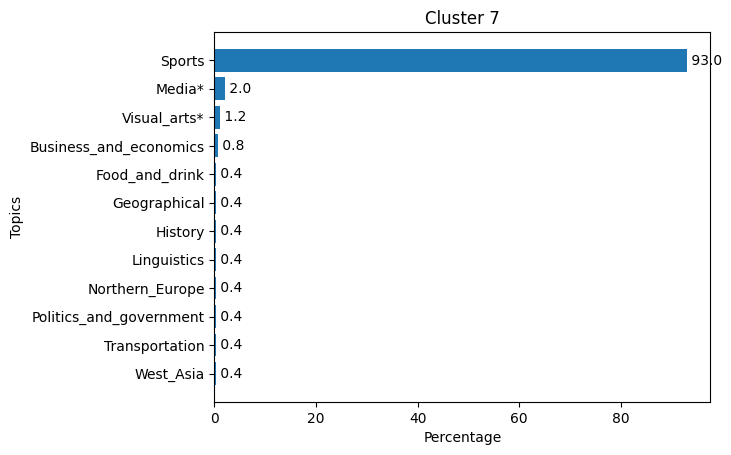 Cluster 7
Sports 93.0
Media* 2.0
Visual_arts* 1.2
Business_and_economics 0.8
Food_and_drink 0.4
Geographical 0.4
History 0.4
Linguistics 0.4
Northern_Europe 0.4
Politics_and_government 0.4
Transportation 0.4
West_Asia 0.4
Topics
0 20 40 60 80
Percentage